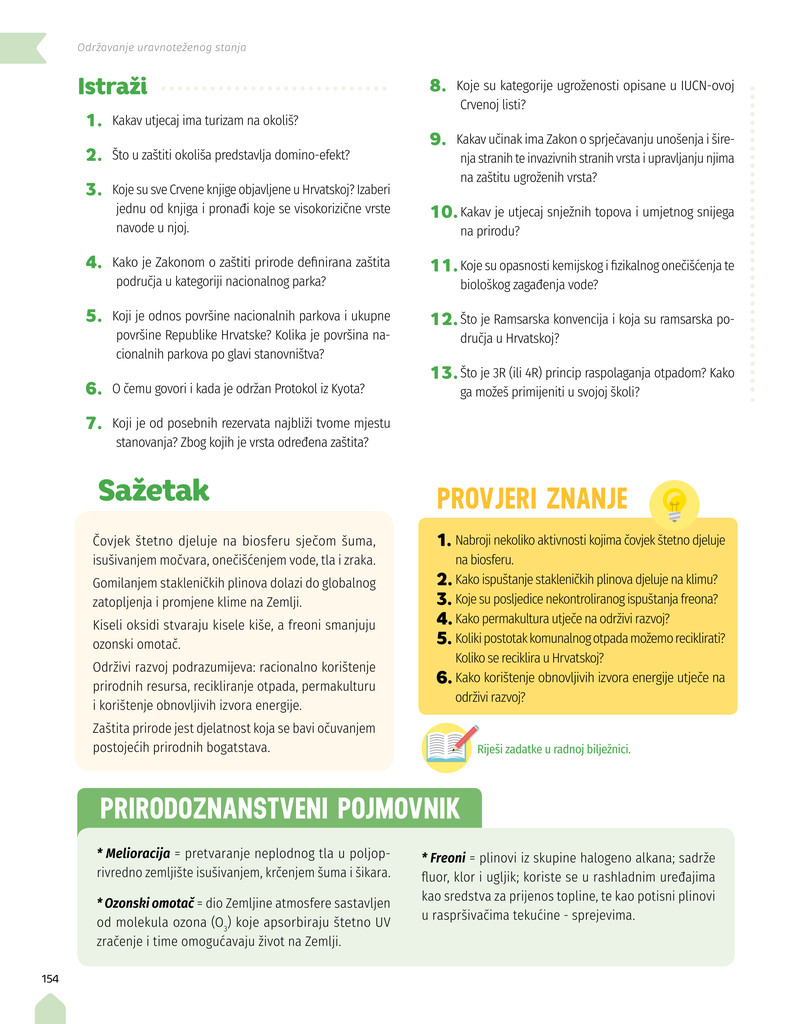 Održavanje uravnoteženog stanja
Istraži
1. Kakav utjecaj ima turizam na okoliš?
2. Što u zaštiti okoliša predstavlja domino-efekt?
3. Koje su sve Crvene knjige objavljene u Hrvatskoj? Izaberi
jednu od knjiga i pronađi koje se visokorizične vrste
navode u njoj.
4. Kako je Zakonom o zaštiti prirode definirana zaštita
područja u kategoriji nacionalnog parka?
5. Koji je odnos površine nacionalnih parkova i ukupne
površine Republike Hrvatske? Kolika je površina na-
cionalnih parkova po glavi stanovništva?
6. O čemu govori i kada je održan Protokol iz Kyota?
7. Koji je od posebnih rezervata najbliži tvome mjestu
stanovanja? Zbog kojih je vrsta određena zaštita?
8. Koje su kategorije ugroženosti opisane u IUCN-ovoj
Crvenoj listi?
9. Kakav učinak ima Zakon o sprječavanju unošenja i šire-
nja stranih te invazivnih stranih vrsta i upravljanju njima
na zaštitu ugroženih vrsta?
10. Kakav je utjecaj snježnih topova i umjetnog snijega
na prirodu?
11. Koje su opasnosti kemijskog i fizikalnog onečišćenja te
biološkog zagađenja vode?
12. Što je Ramsarska konvencija i koja su ramsarska po-
dručja u Hrvatskoj?
13. Što je 3R (ili 4R) princip raspolaganja otpadom? Kako
ga možeš primijeniti u svojoj školi?
Sažetak
Čovjek štetno djeluje na biosferu sječom šuma,
isušivanjem močvara, onečišćenjem vode, tla i zraka.
Gomilanjem stakleničkih plinova dolazi do globalnog
zatopljenja i promjene klime na Zemlji.
Kiseli oksidi stvaraju kisele kiše, a freoni smanjuju
ozonski omotač.
Održivi razvoj podrazumijeva: racionalno korištenje
prirodnih resursa, recikliranje otpada, permakulturu
i korištenje obnovljivih izvora energije.
Zaštita prirode jest djelatnost koja se bavi očuvanjem
postojećih prirodnih bogatstava.
PROVJERI ZNANJE
1. Nabroji nekoliko aktivnosti kojima čovjek štetno djeluje
na biosferu.
2. Kako ispuštanje stakleničkih plinova djeluje na klimu?
3. Koje su posljedice nekontroliranog ispuštanja freona?
4. Kako permakultura utječe na održivi razvoj?
5. Koliki postotak komunalnog otpada možemo reciklirati?
Koliko se reciklira u Hrvatskoj?
6. Kako korištenje obnovljivih izvora energije utječe na
održivi razvoj?
Riješi zadatke u radnoj bilježnici.
PRIRODOZNANSTVENI POJMOVNIK
* Melioracija = pretvaranje neplodnog tla u poljop-
rivredno zemljište isušivanjem, krčenjem šuma i šikara.
* Ozonski omotač = dio Zemljine atmosfere sastavljen
od molekula ozona (O3) koje apsorbiraju štetno UV
zračenje i time omogućavaju život na Zemlji.
* Freoni = plinovi iz skupine halogeno alkana; sadrže
fluor, klor i ugljik; koriste se u rashladnim uređajima
kao sredstva za prijenos topline, te kao potisni plinovi
u raspršivačima tekućine - sprejevima.
154